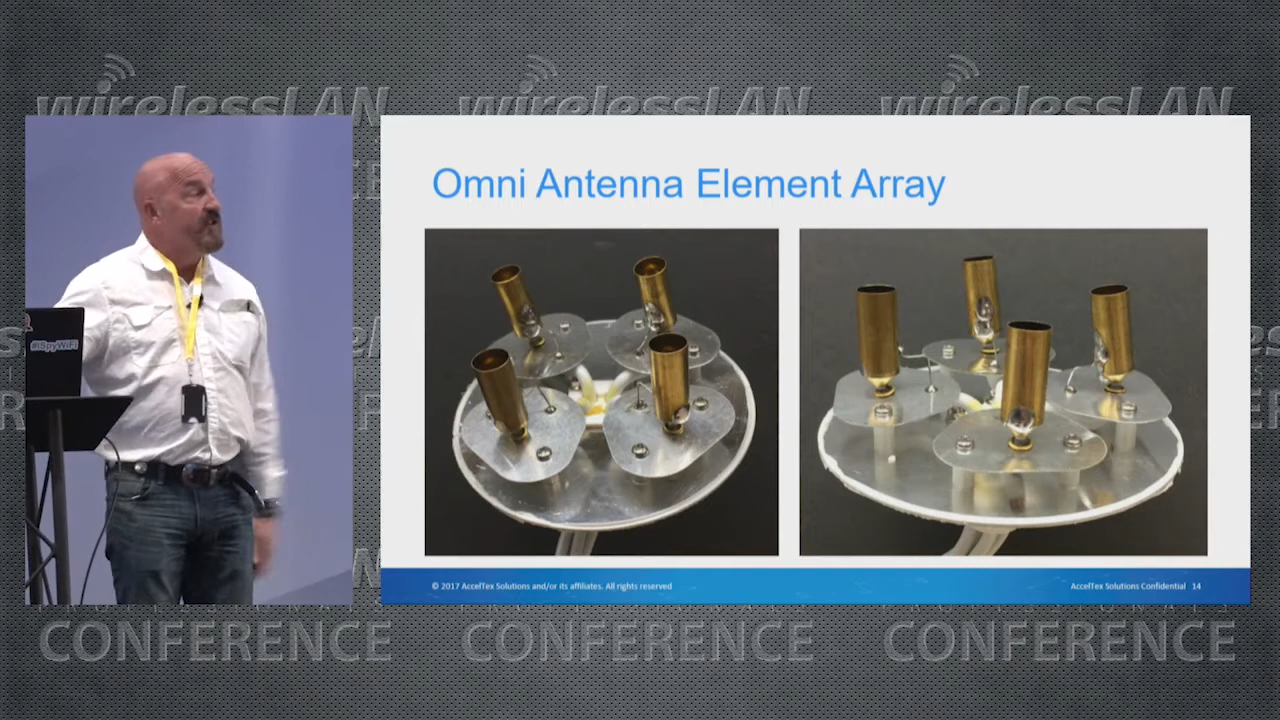 wirelessLAN wirelessLAN wirelessLAN
Omni Antenna Element Array
#ISpyWiFi
© 2017 AccelTex Solutions and/or its affiliates. All rights reserved
AccelTex Solutions Confidential 14
CONFERENCE CONFERENCE CONFERENCE